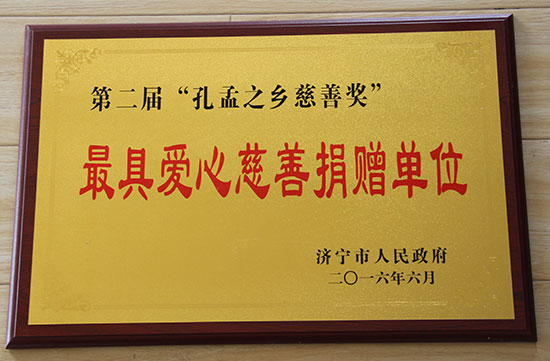 第二届“孔孟之乡慈善奖”
最具爱心慈善捐赠单位
济宁市人民政府
二〇一六年六月